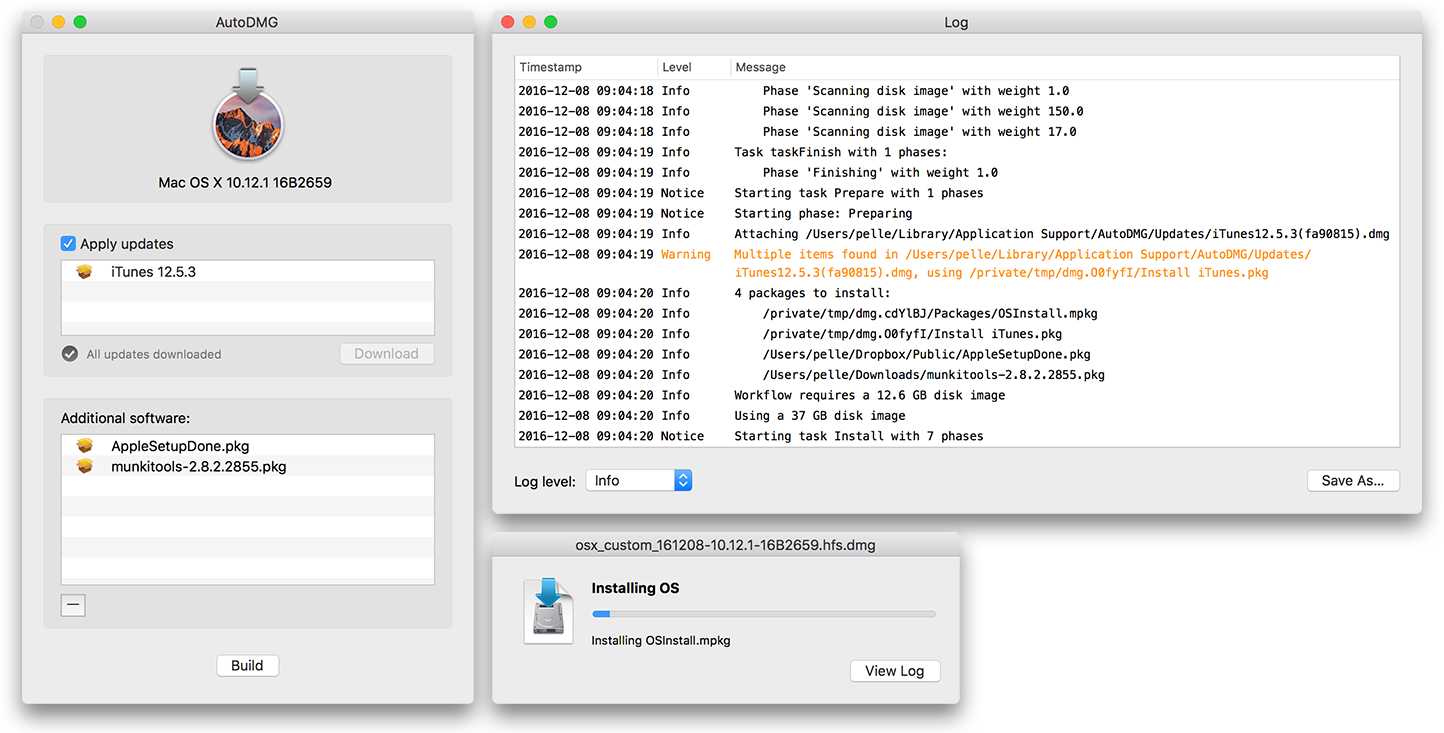 AutoDMG
Mac OS X 10.12.1 16B2659
Apply updates
iTunes 12.5.3
All updates downloaded
Download
Additional software:
AppleSetupDone.pkg
munkitools-2.8.2.2855.pkg
Build
Log
Timestamp Level Message
2016-12-08 09:04:18 Info Phase 'Scanning disk image' with weight 1.0
2016-12-08 09:04:18 Info Phase 'Scanning disk image' with weight 150.0
2016-12-08 09:04:18 Info Phase 'Scanning disk image' with weight 17.0
2016-12-08 09:04:19 Info Task taskFinish with 1 phases:
2016-12-08 09:04:19 Info Phase 'Finishing' with weight 1.0
2016-12-08 09:04:19 Notice Starting task Prepare with 1 phases
2016-12-08 09:04:19 Notice Starting phase: Preparing
2016-12-08 09:04:19 Info Attaching /Users/pelle/Library/Application Support/AutoDMG/Updates/iTunes12.5.3(fa90815).dmg
2016-12-08 09:04:19 Warning Multiple items found in /Users/pelle/Library/Application Support/AutoDMG/Updates/
iTunes12.5.3(fa90815).dmg, using /private/tmp/dmg.O0fyfI/Install iTunes.pkg
2016-12-08 09:04:20 Info 4 packages to install:
2016-12-08 09:04:20 Info /private/tmp/dmg.cdYlBJ/Packages/OSInstall.mpkg
2016-12-08 09:04:20 Info /private/tmp/dmg.O0fyfI/Install iTunes.pkg
2016-12-08 09:04:20 Info /Users/pelle/Dropbox/Public/AppleSetupDone.pkg
2016-12-08 09:04:20 Info /Users/pelle/Downloads/munkitools-2.8.2.2855.pkg
2016-12-08 09:04:20 Info Workflow requires a 12.6 GB disk image
2016-12-08 09:04:20 Info Using a 37 GB disk image
2016-12-08 09:04:20 Notice Starting task Install with 7 phases
Log level: Info
Save As...
osx_custom_161208-10.12.1-16B2659.hfs.dmg
Installing OS
Installing OSInstall.mpkg
View Log